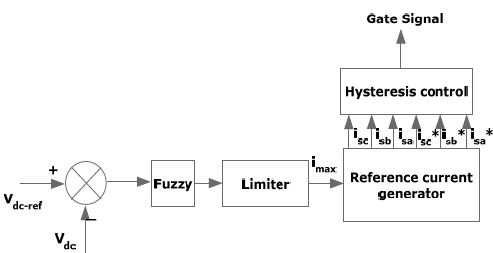 Gate Signal
Hysteresis control
isc isb isa isc* isb* isa*
+
Fuzzy
Limiter
imax
Reference current
generator
Vdc-ref
−
Vdc